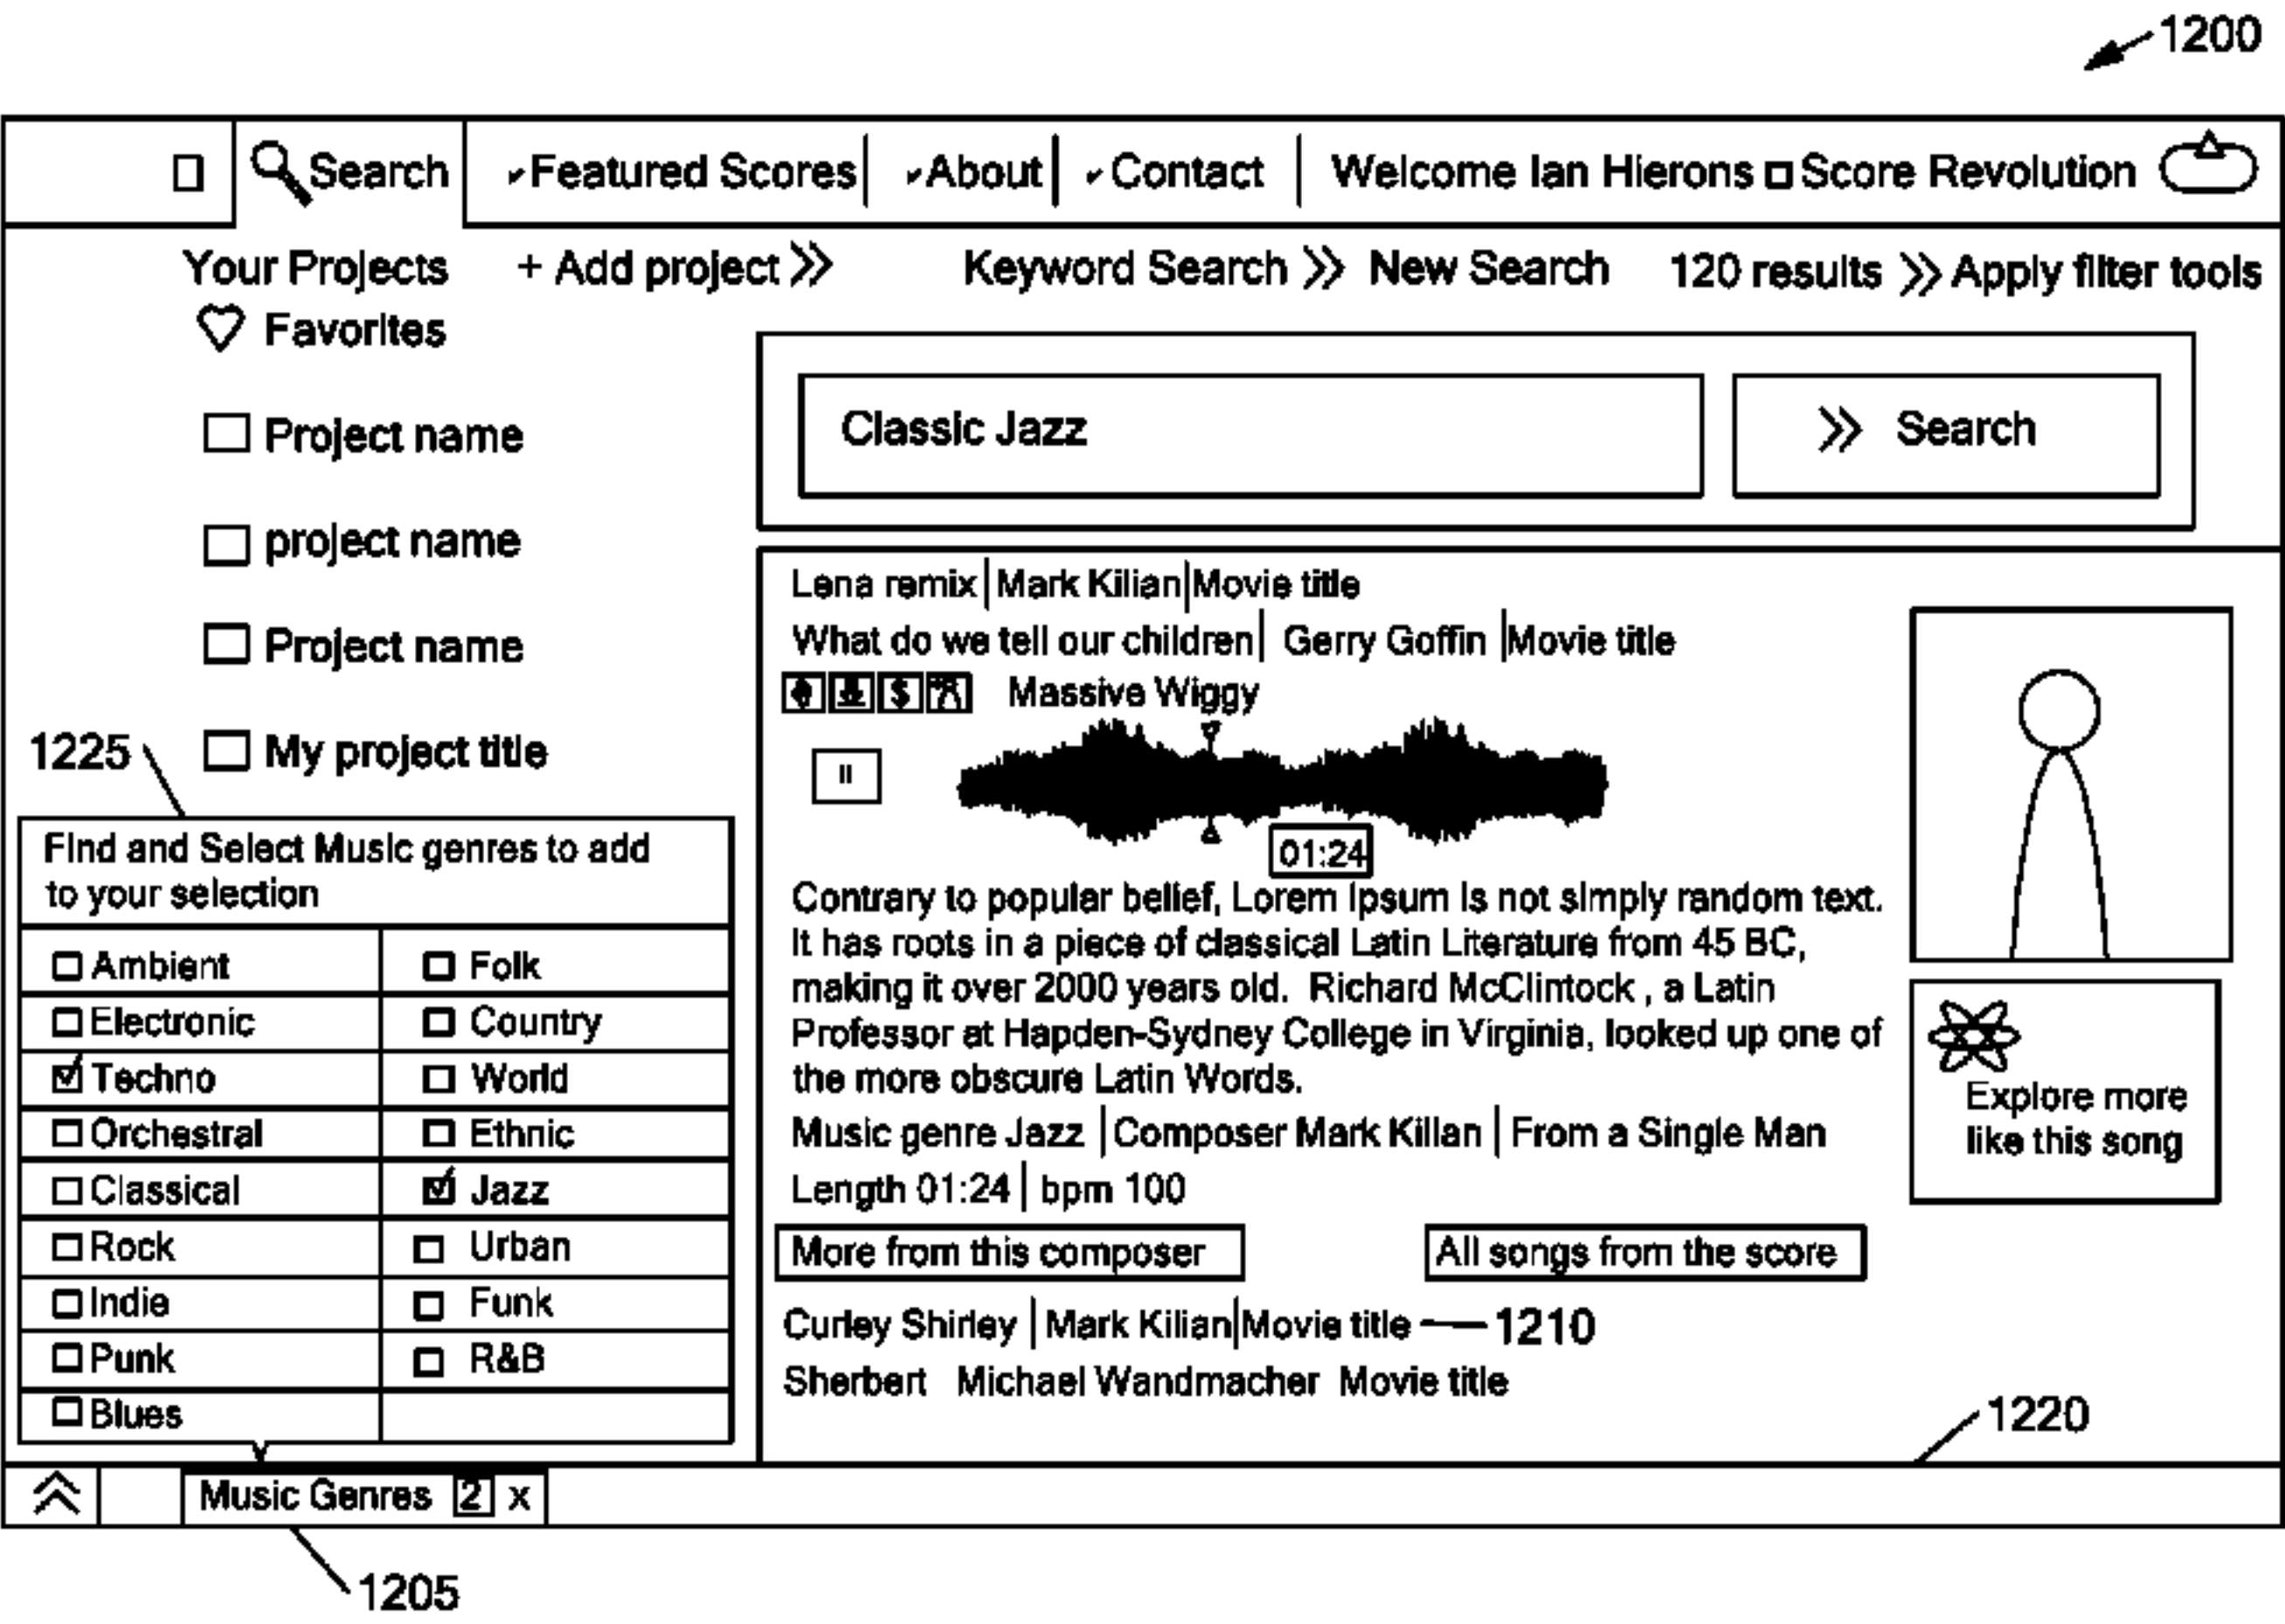 1200
Search Featured Scores About Contact Welcome Ian Hierons Score Revolution
Your Projects + Add project >> Keyword Search >> New Search 120 results >> Apply filter tools
Favorites
Project name
project name
Project name
My project title
1225
Classic Jazz >> Search
Find and Select Music genres to add
to your selection
Ambient Folk
Electronic Country
Techno World
Orchestral Ethnic
Classical Jazz
Rock Urban
Indie Funk
Punk R&B
Blues
Lena remix | Mark Kilian | Movie title
What do we tell our children | Gerry Goffin | Movie title
$ Massive Wiggy
01:24
Contrary to popular belief, Lorem Ipsum is not simply random text.
It has roots in a piece of classical Latin Literature from 45 BC,
making it over 2000 years old. Richard McClintock , a Latin
Professor at Hapden-Sydney College in Virginia, looked up one of
the more obscure Latin Words.
Music genre Jazz | Composer Mark Kilian | From a Single Man
Length 01:24 | bpm 100
More from this composer All songs from the score
Explore more
like this song
Curley Shirley | Mark Kilian | Movie title 1210
Sherbert Michael Wandmacher Movie title
1220
Music Genres 2 x
1205